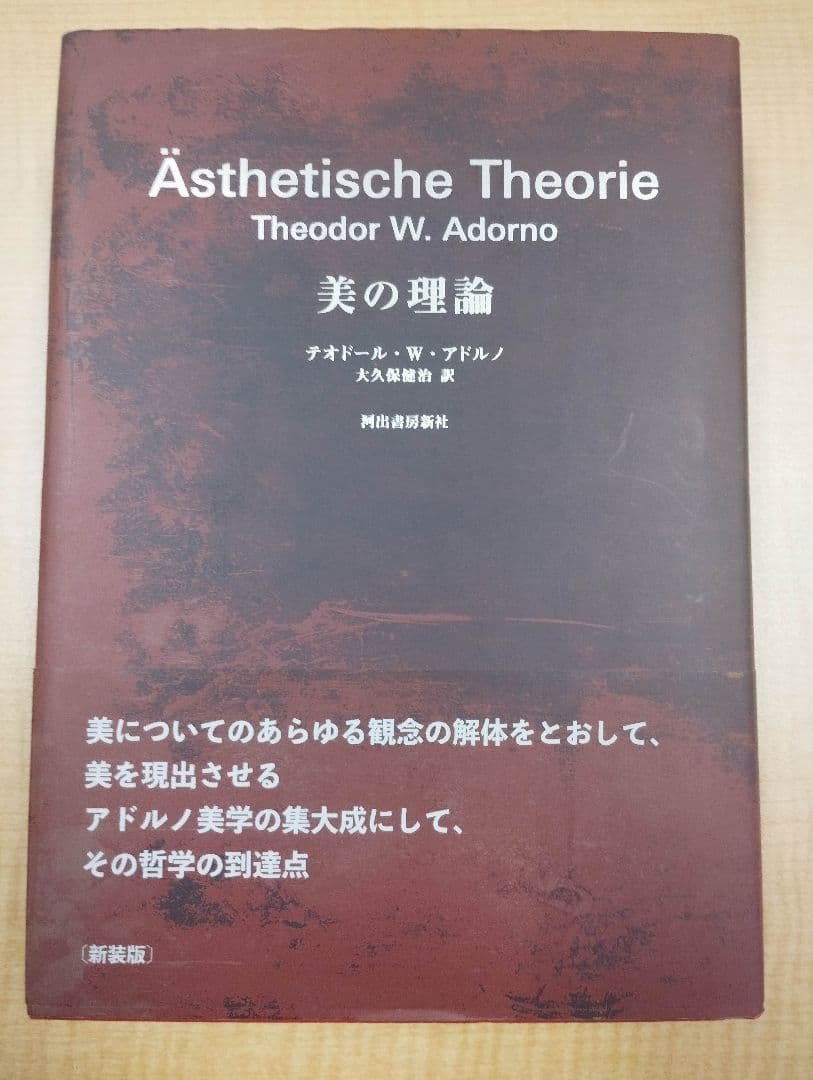 Ästhetische Theorie
Theodor W. Adorno
美の理論
テオドール・W・アドルノ
大久保健治 訳
河出書房新社
美についてのあらゆる観念の解体をとおして、
美を現出させる
アドルノ美学の集大成にして、
その哲学の到達点
〔新装版〕